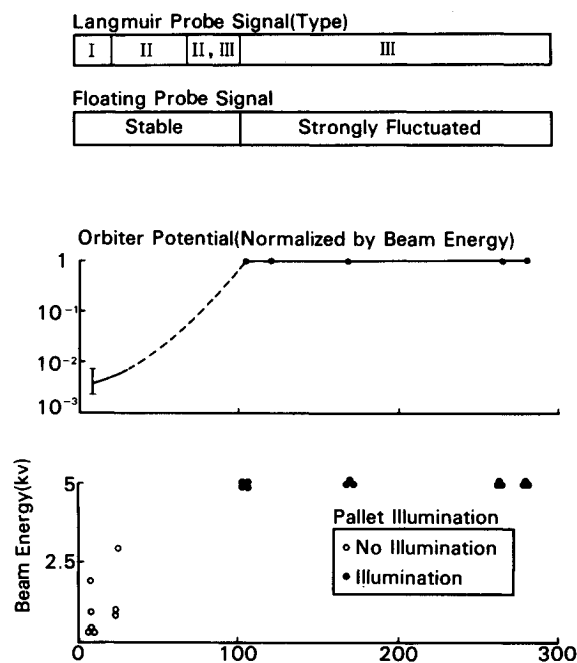 Langmuir Probe Signal(Type)
I II II, III III
Floating Probe Signal
Stable Strongly Fluctuated
Orbiter Potential(Normalized by Beam Energy)
1
10⁻¹
10⁻²
10⁻³
Beam Energy(kv)
5
2.5
Pallet Illumination
No Illumination
Illumination
0 100 200 300